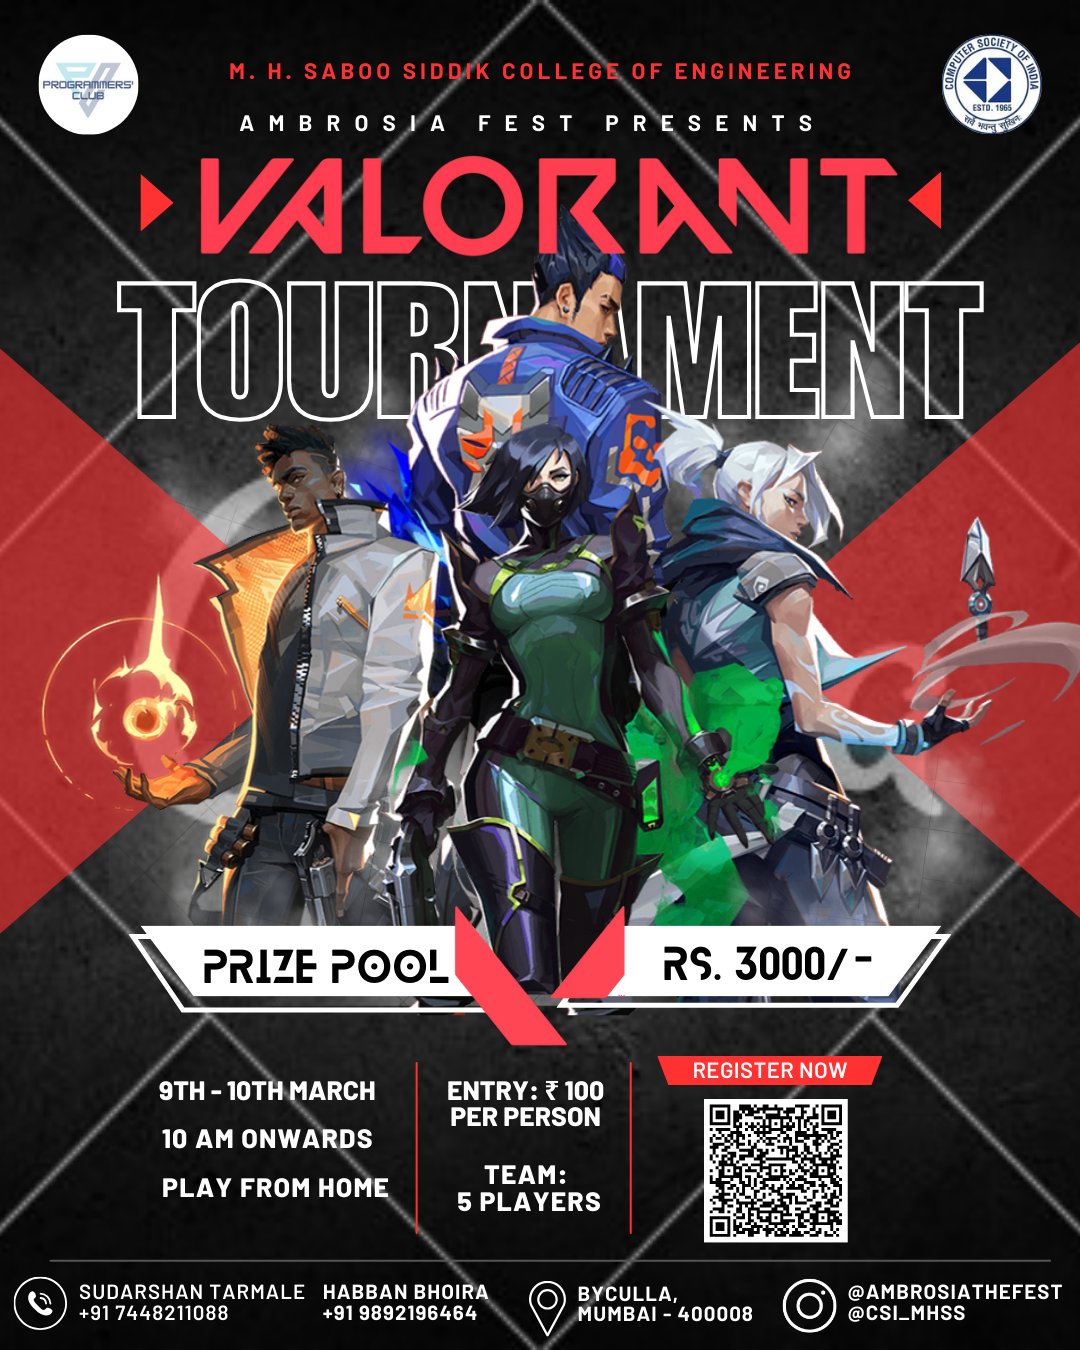 PROGRAMMERS'
CLUB
M. H. SABOO SIDDIK COLLEGE OF ENGINEERING
COMPUTER SOCIETY OF INDIA
ESTD. 1965
सर्वे भवन्तु सुखिनः
AMBROSIA FEST PRESENTS
VALORANT
TOURNAMENT
PRIZE POOL
RS. 3000/-
9TH - 10TH MARCH
10 AM ONWARDS
PLAY FROM HOME
ENTRY: ₹ 100
PER PERSON
TEAM:
5 PLAYERS
REGISTER NOW
SUDARSHAN TARMALE
+91 7448211088
HABBAN BHOIRA
+91 9892196464
BYCULLA,
MUMBAI - 400008
@AMBROSIATHEFEST
@CSI_MHSS